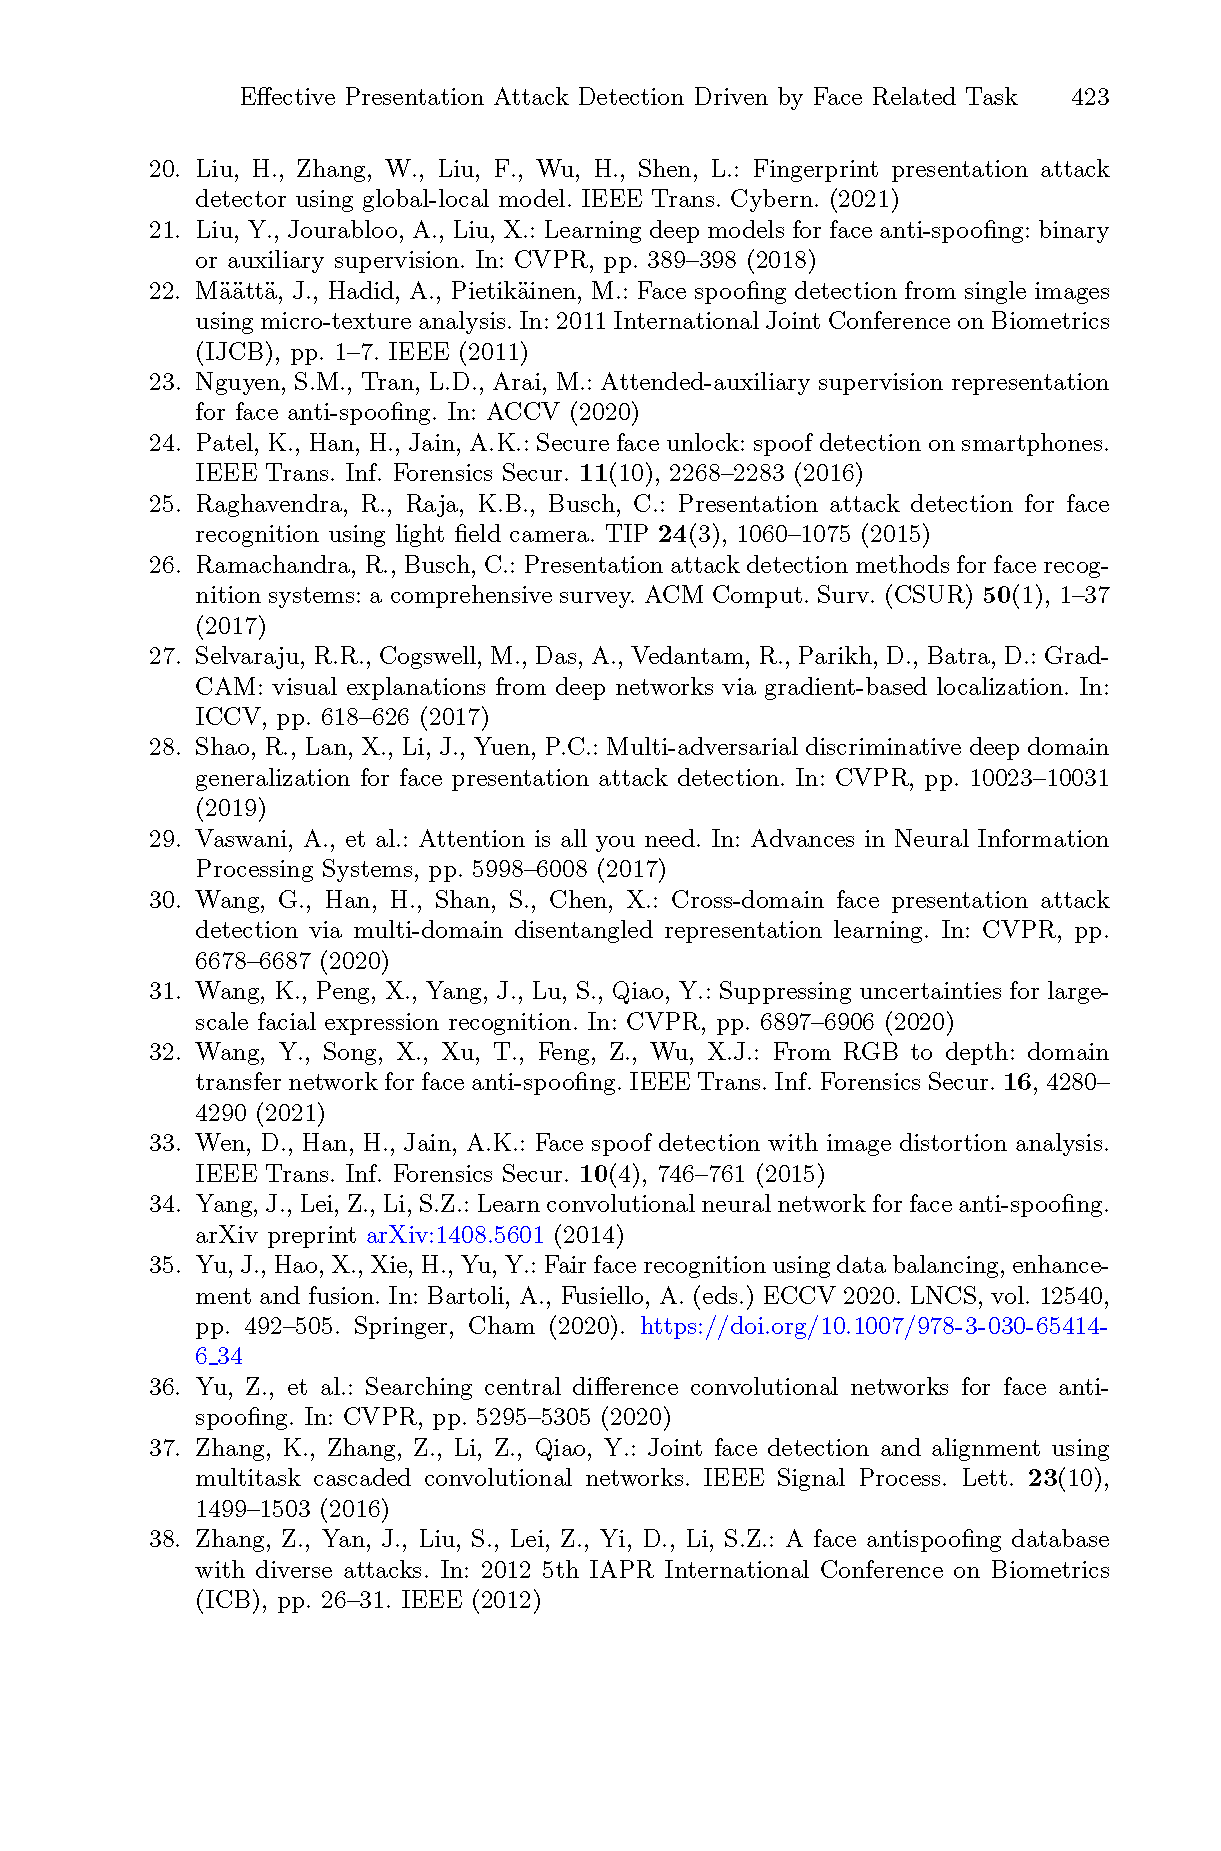 Effective Presentation Attack Detection Driven by Face Related Task 423
20. Liu, H., Zhang, W., Liu, F., Wu, H., Shen, L.: Fingerprint presentation attack
detector using global-local model. IEEE Trans. Cybern. (2021)
21. Liu, Y., Jourabloo, A., Liu, X.: Learning deep models for face anti-spoofing: binary
or auxiliary supervision. In: CVPR, pp. 389–398 (2018)
22. Määttä, J., Hadid, A., Pietikäinen, M.: Face spoofing detection from single images
using micro-texture analysis. In: 2011 International Joint Conference on Biometrics
(IJCB), pp. 1–7. IEEE (2011)
23. Nguyen, S.M., Tran, L.D., Arai, M.: Attended-auxiliary supervision representation
for face anti-spoofing. In: ACCV (2020)
24. Patel, K., Han, H., Jain, A.K.: Secure face unlock: spoof detection on smartphones.
IEEE Trans. Inf. Forensics Secur. 11(10), 2268–2283 (2016)
25. Raghavendra, R., Raja, K.B., Busch, C.: Presentation attack detection for face
recognition using light field camera. TIP 24(3), 1060–1075 (2015)
26. Ramachandra, R., Busch, C.: Presentation attack detection methods for face recog-
nition systems: a comprehensive survey. ACM Comput. Surv. (CSUR) 50(1), 1–37
(2017)
27. Selvaraju, R.R., Cogswell, M., Das, A., Vedantam, R., Parikh, D., Batra, D.: Grad-
CAM: visual explanations from deep networks via gradient-based localization. In:
ICCV, pp. 618–626 (2017)
28. Shao, R., Lan, X., Li, J., Yuen, P.C.: Multi-adversarial discriminative deep domain
generalization for face presentation attack detection. In: CVPR, pp. 10023–10031
(2019)
29. Vaswani, A., et al.: Attention is all you need. In: Advances in Neural Information
Processing Systems, pp. 5998–6008 (2017)
30. Wang, G., Han, H., Shan, S., Chen, X.: Cross-domain face presentation attack
detection via multi-domain disentangled representation learning. In: CVPR, pp.
6678–6687 (2020)
31. Wang, K., Peng, X., Yang, J., Lu, S., Qiao, Y.: Suppressing uncertainties for large-
scale facial expression recognition. In: CVPR, pp. 6897–6906 (2020)
32. Wang, Y., Song, X., Xu, T., Feng, Z., Wu, X.J.: From RGB to depth: domain
transfer network for face anti-spoofing. IEEE Trans. Inf. Forensics Secur. 16, 4280–
4290 (2021)
33. Wen, D., Han, H., Jain, A.K.: Face spoof detection with image distortion analysis.
IEEE Trans. Inf. Forensics Secur. 10(4), 746–761 (2015)
34. Yang, J., Lei, Z., Li, S.Z.: Learn convolutional neural network for face anti-spoofing.
arXiv preprint arXiv:1408.5601 (2014)
35. Yu, J., Hao, X., Xie, H., Yu, Y.: Fair face recognition using data balancing, enhance-
ment and fusion. In: Bartoli, A., Fusiello, A. (eds.) ECCV 2020. LNCS, vol. 12540,
pp. 492–505. Springer, Cham (2020). https://doi.org/10.1007/978-3-030-65414-
6_34
36. Yu, Z., et al.: Searching central difference convolutional networks for face anti-
spoofing. In: CVPR, pp. 5295–5305 (2020)
37. Zhang, K., Zhang, Z., Li, Z., Qiao, Y.: Joint face detection and alignment using
multitask cascaded convolutional networks. IEEE Signal Process. Lett. 23(10),
1499–1503 (2016)
38. Zhang, Z., Yan, J., Liu, S., Lei, Z., Yi, D., Li, S.Z.: A face antispoofing database
with diverse attacks. In: 2012 5th IAPR International Conference on Biometrics
(ICB), pp. 26–31. IEEE (2012)